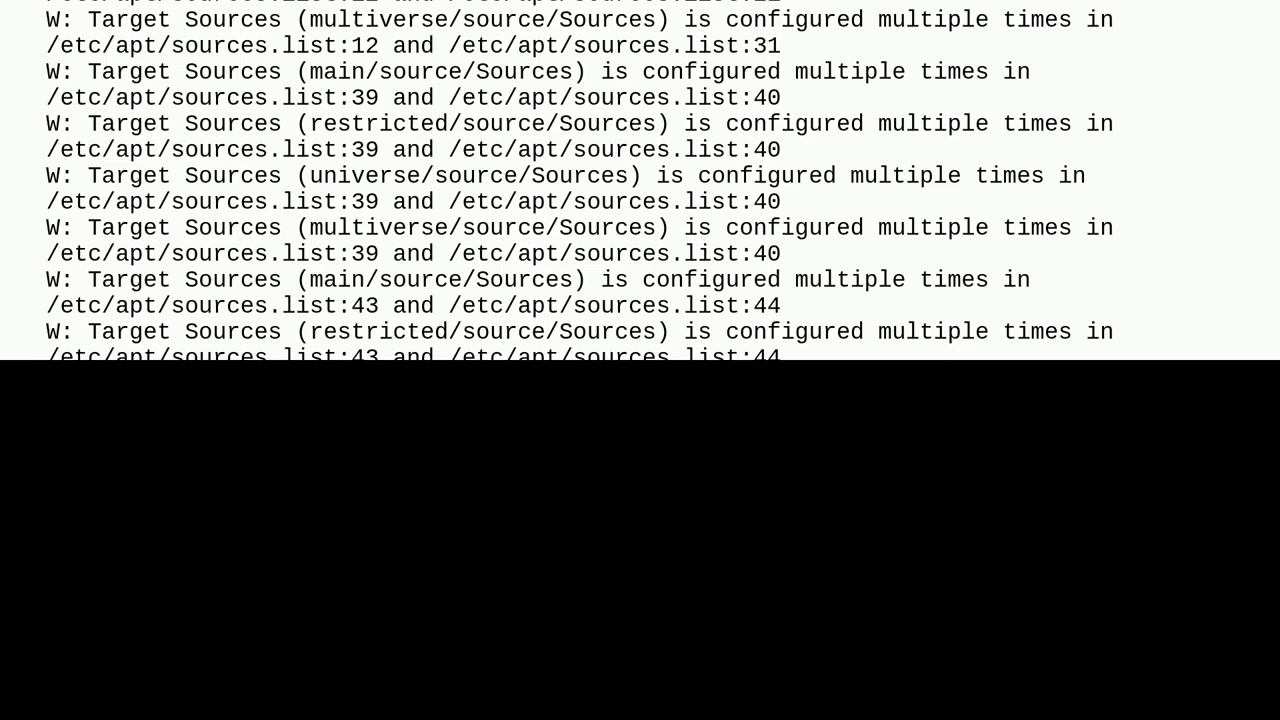 W: Target Sources (multiverse/source/Sources) is configured multiple times in
/etc/apt/sources.list:12 and /etc/apt/sources.list:31
W: Target Sources (main/source/Sources) is configured multiple times in
/etc/apt/sources.list:39 and /etc/apt/sources.list:40
W: Target Sources (restricted/source/Sources) is configured multiple times in
/etc/apt/sources.list:39 and /etc/apt/sources.list:40
W: Target Sources (universe/source/Sources) is configured multiple times in
/etc/apt/sources.list:39 and /etc/apt/sources.list:40
W: Target Sources (multiverse/source/Sources) is configured multiple times in
/etc/apt/sources.list:39 and /etc/apt/sources.list:40
W: Target Sources (main/source/Sources) is configured multiple times in
/etc/apt/sources.list:43 and /etc/apt/sources.list:44
W: Target Sources (restricted/source/Sources) is configured multiple times in
/etc/apt/sources.list:43 and /etc/apt/sources.list:44